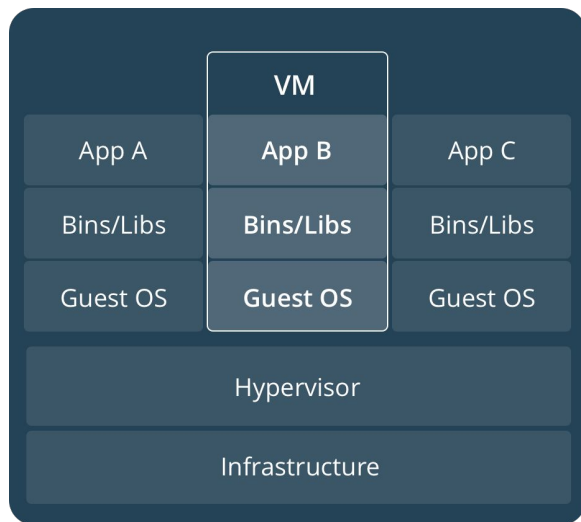 VM
App A
App B
App C
Bins/Libs
Bins/Libs
Bins/Libs
Guest OS
Guest OS
Guest OS
Hypervisor
Infrastructure